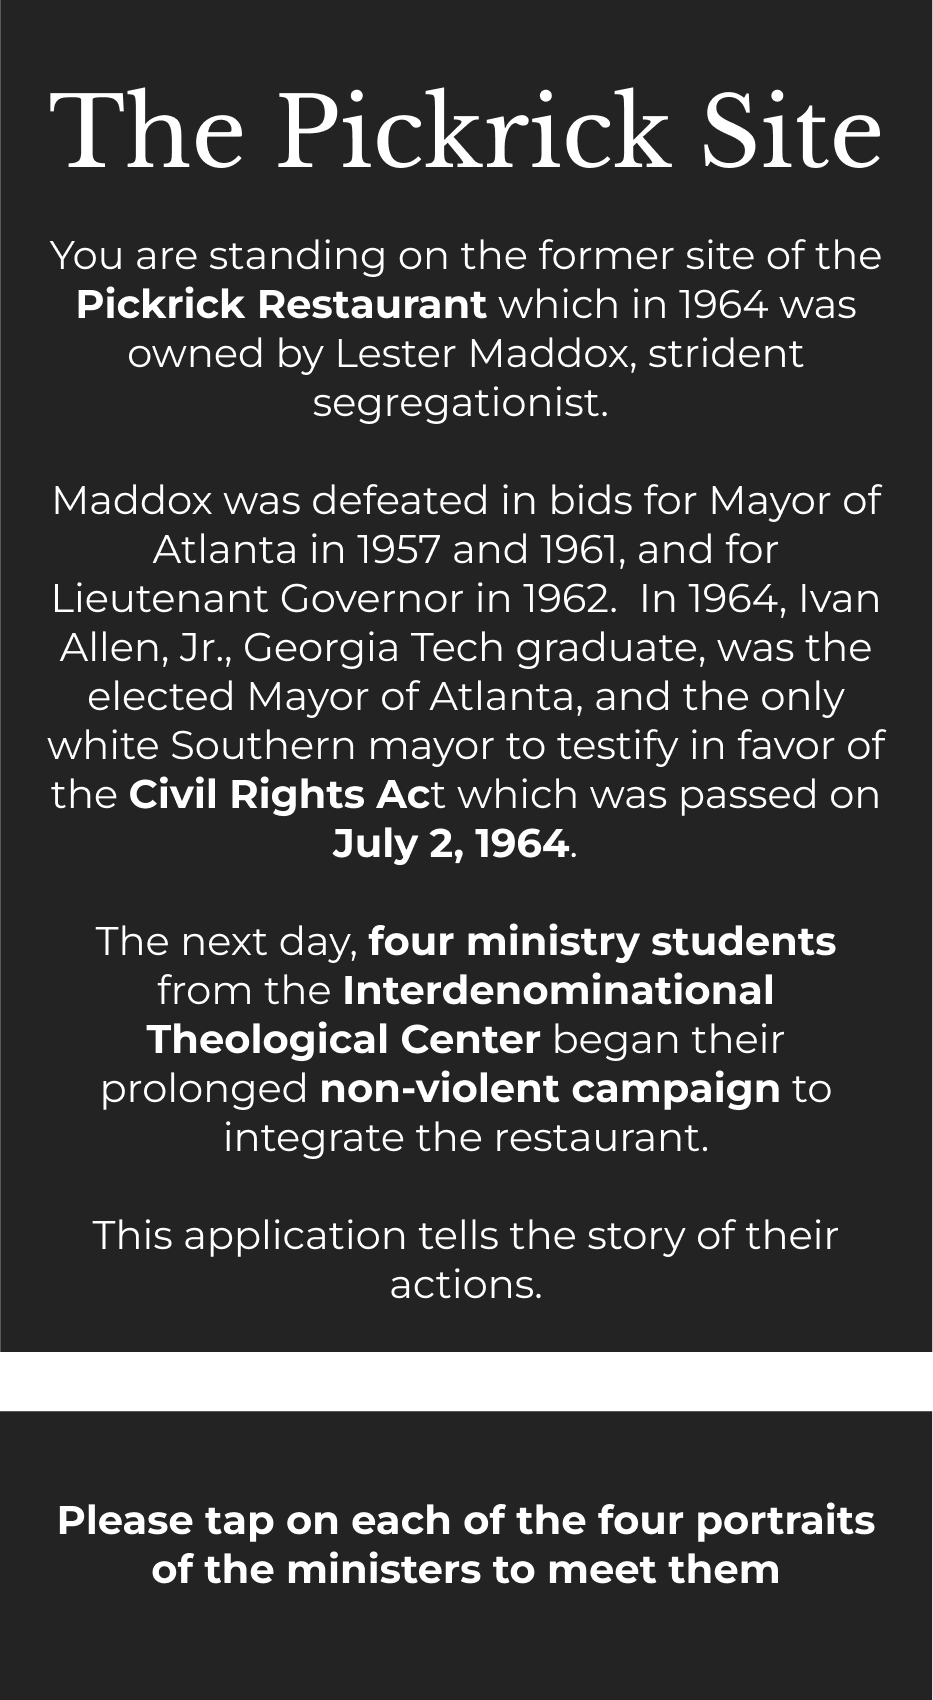 The Pickrick Site
You are standing on the former site of the
Pickrick Restaurant which in 1964 was
owned by Lester Maddox, strident
segregationist.
Maddox was defeated in bids for Mayor of
Atlanta in 1957 and 1961, and for
Lieutenant Governor in 1962.  In 1964, Ivan
Allen, Jr., Georgia Tech graduate, was the
elected Mayor of Atlanta, and the only
white Southern mayor to testify in favor of
the Civil Rights Act which was passed on
July 2, 1964.
The next day, four ministry students
from the Interdenominational
Theological Center began their
prolonged non-violent campaign to
integrate the restaurant.
This application tells the story of their
actions.
Please tap on each of the four portraits
of the ministers to meet them